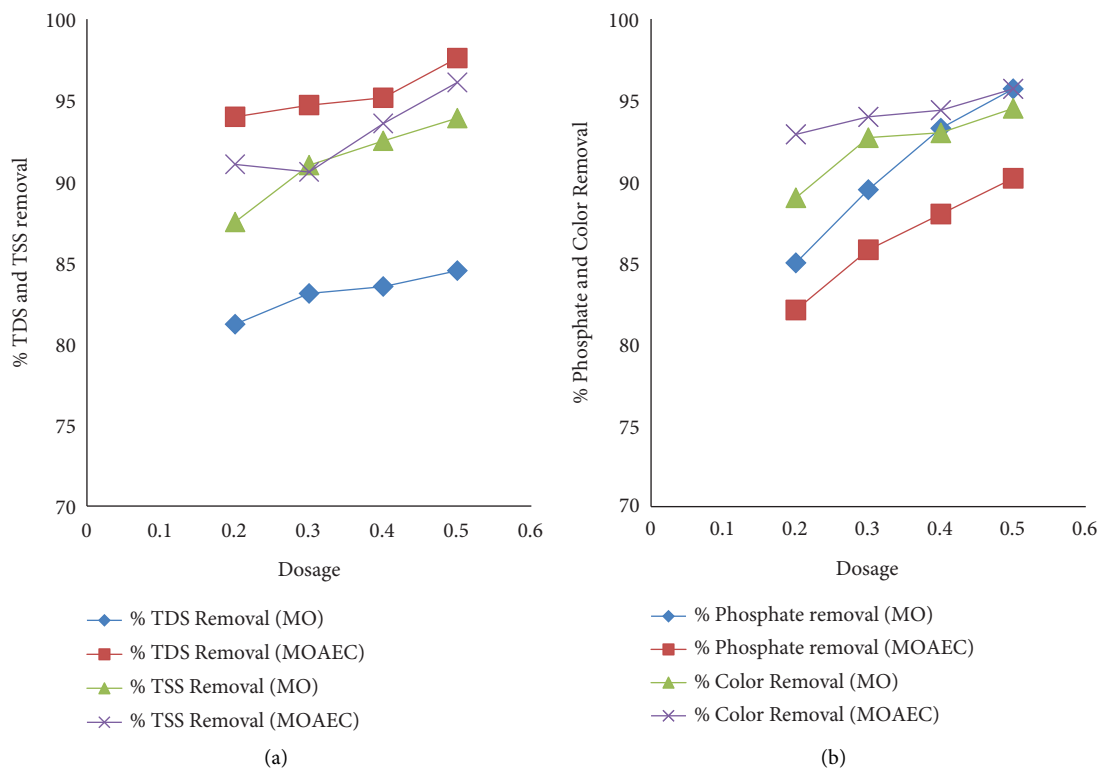 100
95
90
85
80
75
70
% TDS and TSS removal
0
0.1
0.2
0.3
0.4
0.5
0.6
Dosage
% TDS Removal (MO)
% TDS Removal (MOAEC)
% TSS Removal (MO)
% TSS Removal (MOAEC)
(a)
100
95
90
85
80
75
70
% Phosphate and Color Removal
0
0.1
0.2
0.3
0.4
0.5
0.6
Dosage
% Phosphate removal (MO)
% Phosphate removal (MOAEC)
% Color Removal (MO)
% Color Removal (MOAEC)
(b)